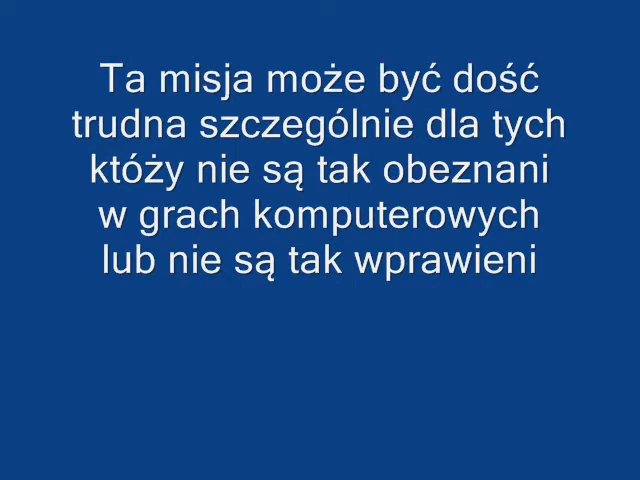 Ta misja może być dość
trudna szczególnie dla tych
któży nie są tak obeznani
w grach komputerowych
lub nie są tak wprawieni